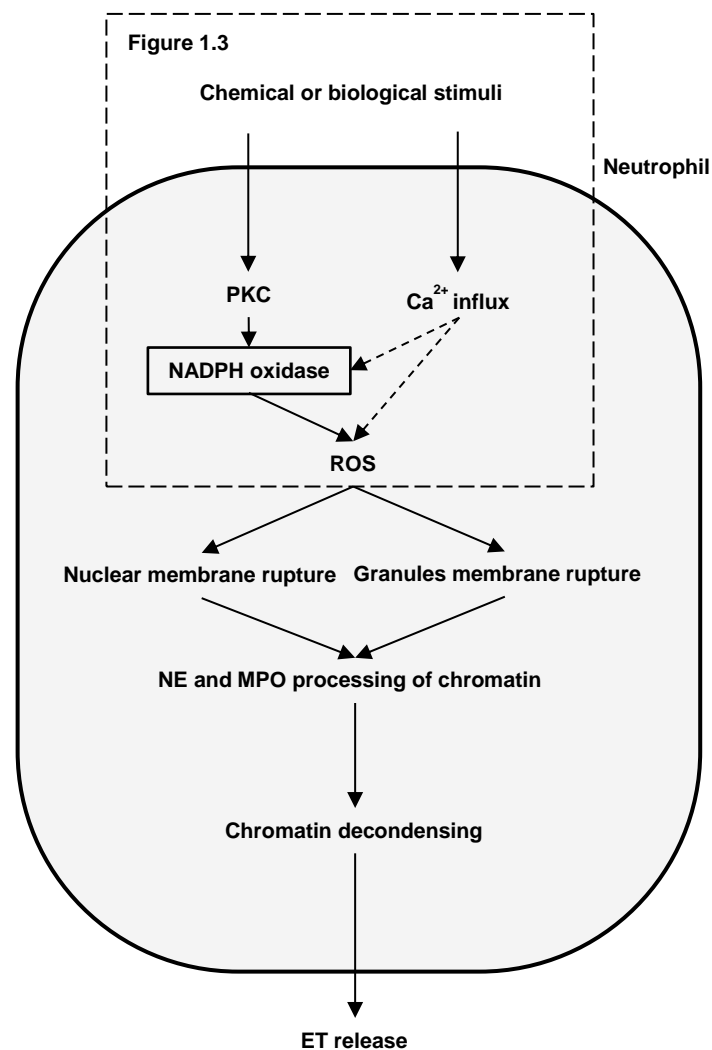 Figure 1.3
Chemical or biological stimuli
Neutrophil
PKC
Ca2+ influx
NADPH oxidase
ROS
Nuclear membrane rupture
Granules membrane rupture
NE and MPO processing of chromatin
Chromatin decondensing
ET release